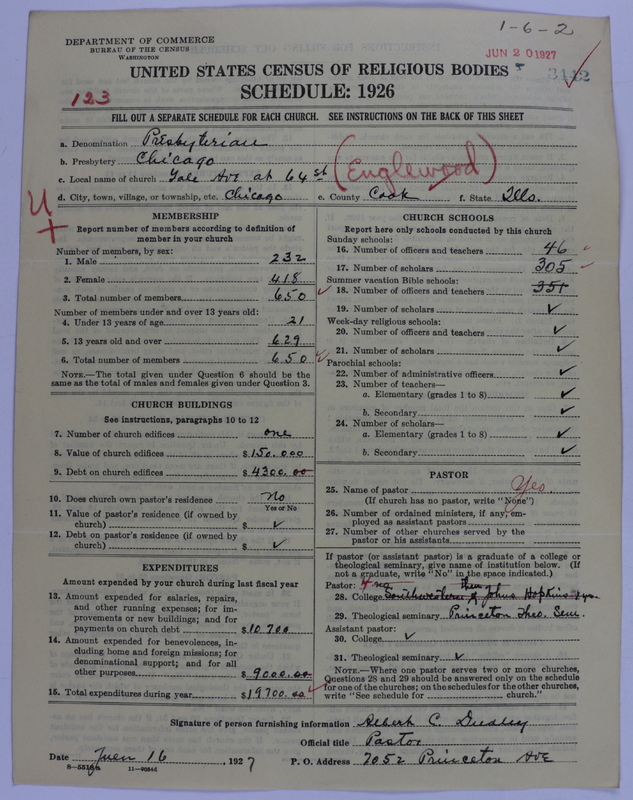 1-6-2
DEPARTMENT OF COMMERCE
BUREAU OF THE CENSUS
WASHINGTON
JUN 20 1927
UNITED STATES CENSUS OF RELIGIOUS BODIES
3442
123
SCHEDULE: 1926
FILL OUT A SEPARATE SCHEDULE FOR EACH CHURCH. SEE INSTRUCTIONS ON THE BACK OF THIS SHEET
a. Denomination Presbyterian
b. Presbytery Chicago
c. Local name of church Yale Ave at 64 st (Englewood)
d. City, town, village, or township, etc. Chicago e. County Cook f. State Ills.
U
MEMBERSHIP
Report number of members according to definition of
member in your church
Number of members, by sex:
1. Male 232
2. Female 418
3. Total number of members 650
Number of members under and over 13 years old:
4. Under 13 years of age 21
5. 13 years old and over 629
6. Total number of members 650
NOTE.—The total given under Question 6 should be the
same as the total of males and females given under Question 3.
CHURCH BUILDINGS
See instructions, paragraphs 10 to 12
7. Number of church edifices one
8. Value of church edifices $150.000
9. Debt on church edifices $4300.00
10. Does church own pastor's residence No
Yes or No
11. Value of pastor's residence (if owned by
church) $ ✓
12. Debt on pastor's residence (if owned by
church) $ ✓
EXPENDITURES
Amount expended by your church during last fiscal year
13. Amount expended for salaries, repairs,
and other running expenses; for im-
provements or new buildings; and for
payments on church debt $10.700
14. Amount expended for benevolences, in-
cluding home and foreign missions; for
denominational support; and for all
other purposes $9000.00
15. Total expenditures during year $19700.00
CHURCH SCHOOLS
Report here only schools conducted by this church
Sunday schools:
16. Number of officers and teachers 46
17. Number of scholars 305
Summer vacation Bible schools:
18. Number of officers and teachers 351
19. Number of scholars ✓
Week-day religious schools:
20. Number of officers and teachers ✓
21. Number of scholars ✓
Parochial schools:
22. Number of administrative officers ✓
23. Number of teachers—
a. Elementary (grades 1 to 8) ✓
b. Secondary ✓
24. Number of scholars—
a. Elementary (grades 1 to 8) ✓
b. Secondary ✓
PASTOR
25. Name of pastor Yes.
(If church has no pastor, write "None")
26. Number of ordained ministers, if any, em-
ployed as assistant pastors
27. Number of other churches served by the
pastor or his assistants
If pastor (or assistant pastor) is a graduate of a college or
theological seminary, give name of institution below. (If
not a graduate, write "No" in the space indicated.)
Pastor:
28. College Southwestern Johns Hopkins
29. Theological seminary Princeton Theo. Sem.
Assistant pastor:
30. College ✓
31. Theological seminary ✓
NOTE.—Where one pastor serves two or more churches,
Questions 28 and 29 should be answered only on the schedule
for one of the churches; on the schedules for the other churches,
write "See schedule for church."
Signature of person furnishing information Albert C.
Official title Pastor
Date 16, 1927 P. O. Address 7052 Princeton Ave
11-9084d